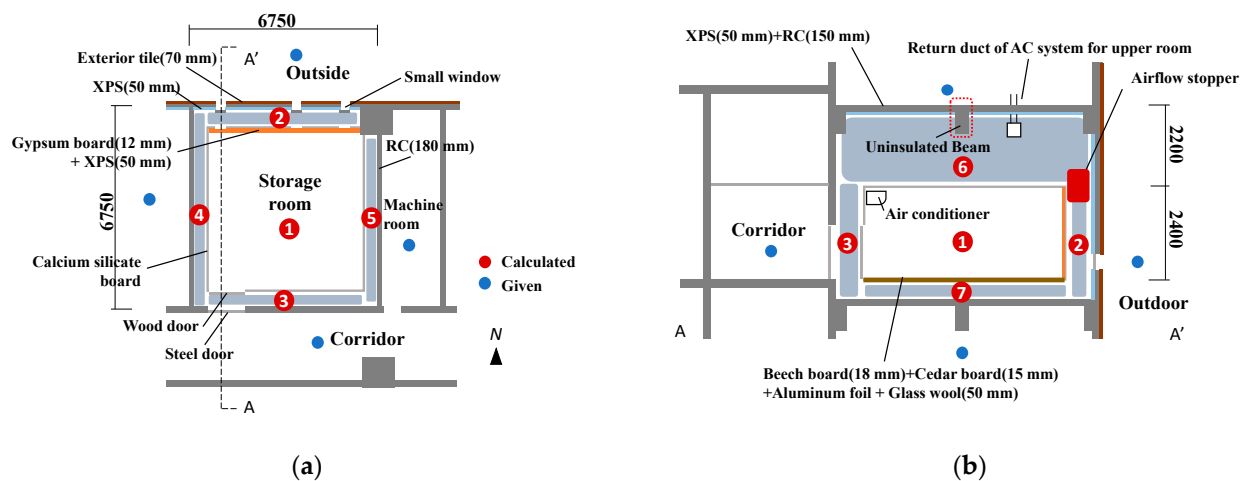 6750
A’
Exterior tile(70 mm)
Outside
Small window
XPS(50 mm)
2
Gypsum board(12 mm)
+ XPS(50 mm)
RC(180 mm)
6750
Storage
room
4
1
5
Machine
room
Calcium silicate
board
Calculated
Given
3
Wood door
Steel door
Corridor
N
A
(a)
XPS(50 mm)+RC(150 mm)
Return duct of AC system for upper room
Airflow stopper
Uninsulated Beam
6
2200
Air conditioner
Corridor
3
1
2
2400
7
Outdoor
A
A’
Beech board(18 mm)+Cedar board(15 mm)
+Aluminum foil + Glass wool(50 mm)
(b)